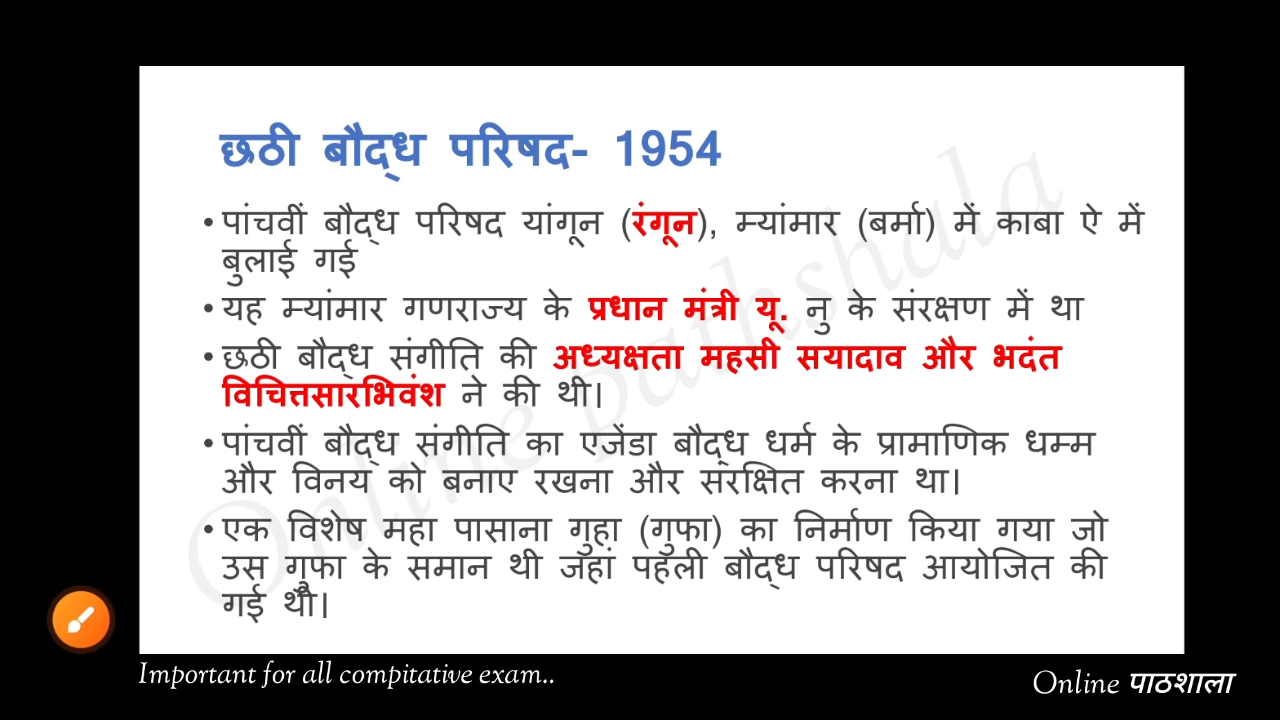 छठी बौद्ध परिषद- 1954
• पांचवीं बौद्ध परिषद यांगून (रंगून), म्यांमार (बर्मा) में काबा ऐ में
बुलाई गई
• यह म्यांमार गणराज्य के प्रधान मंत्री यू. नु के संरक्षण में था
• छठी बौद्ध संगीति की अध्यक्षता महसी सयादाव और भदंत
विचित्तसारभिवंश ने की थी।
• पांचवीं बौद्ध संगीति का एजेंडा बौद्ध धर्म के प्रामाणिक धम्म
और विनय को बनाए रखना और संरक्षित करना था।
• एक विशेष महा पासाना गुहा (गुफा) का निर्माण किया गया जो
उस गुफा के समान थी जहां पहली बौद्ध परिषद आयोजित की
गई थी।
Online pathshala
Important for all compitative exam..
Online पाठशाला